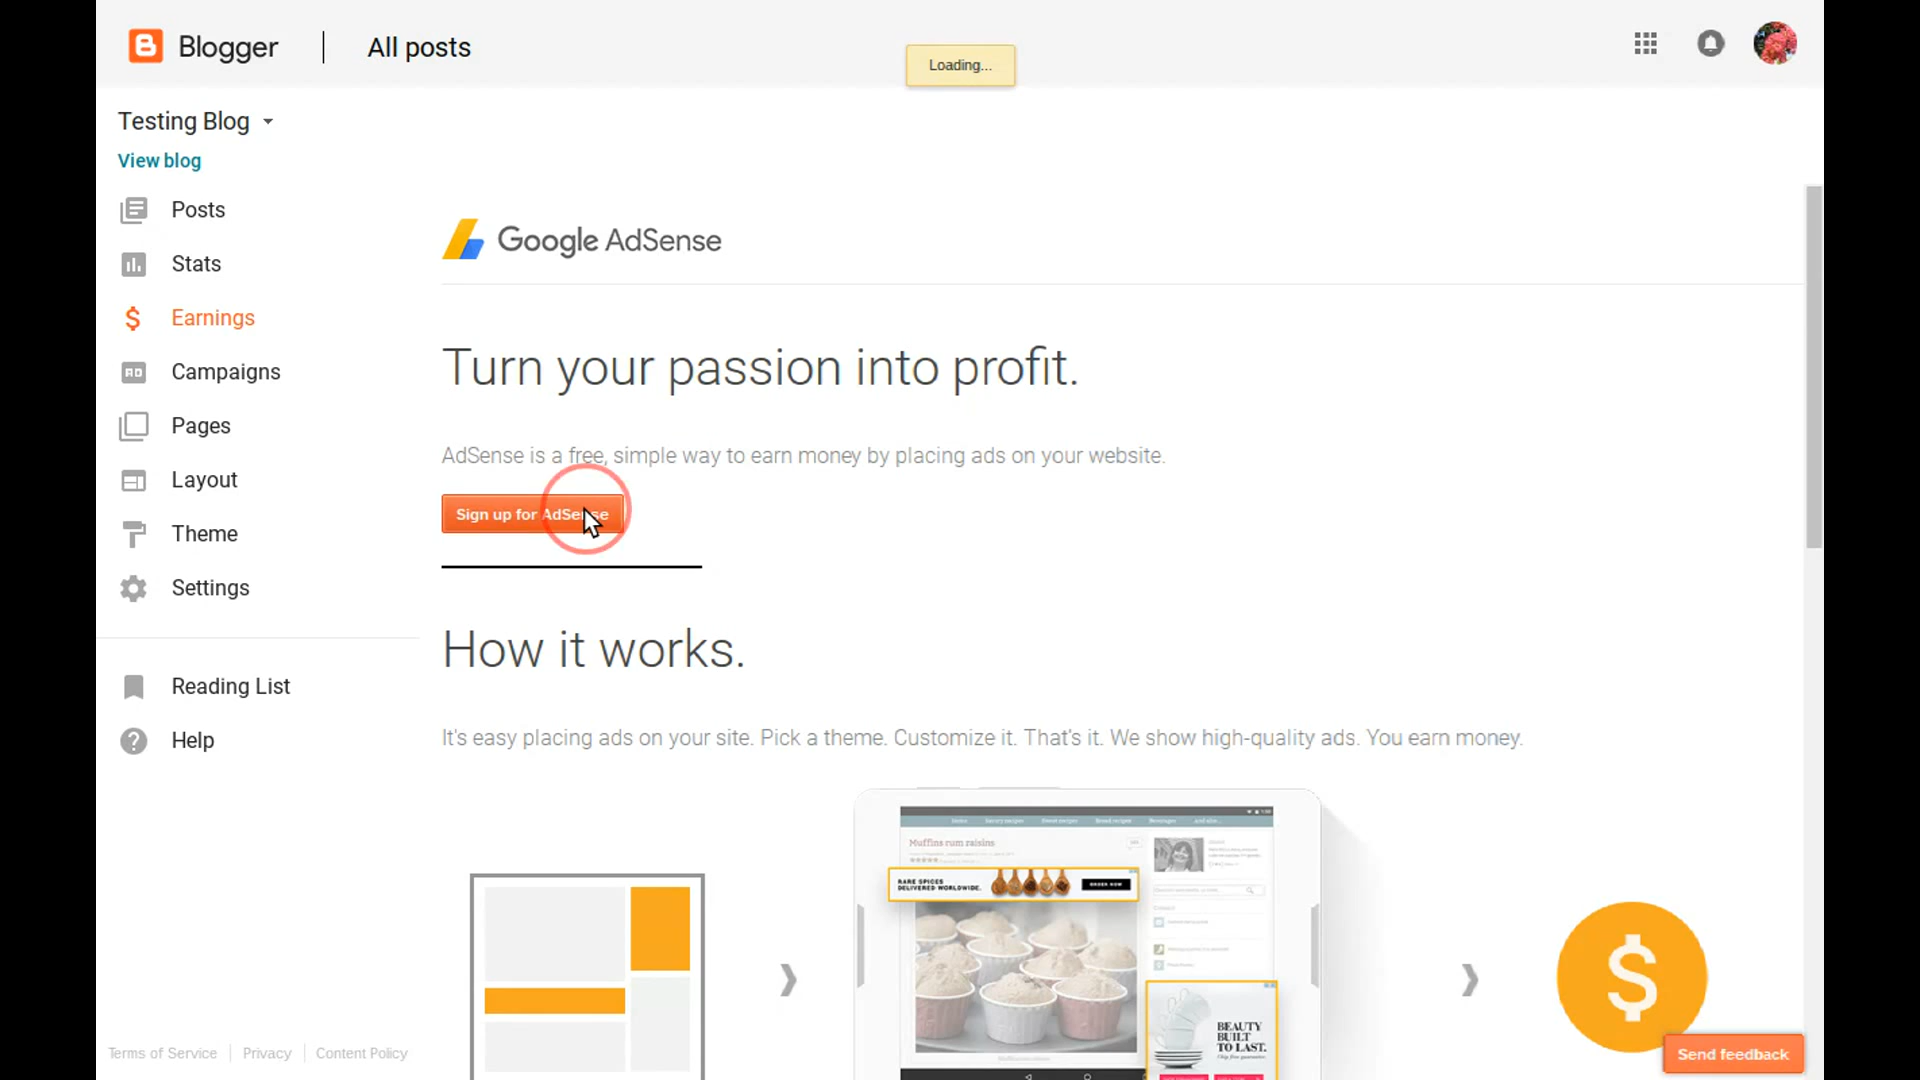 Blogger
All posts
Loading...
Testing Blog
View blog
Posts
Stats
Earnings
Campaigns
Pages
Layout
Theme
Settings
Reading List
Help
Terms of Service
Privacy
Content Policy
Google AdSense
Turn your passion into profit.
AdSense is a free, simple way to earn money by placing ads on your website.
Sign up for AdSense
How it works.
It's easy placing ads on your site. Pick a theme. Customize it. That's it. We show high-quality ads. You earn money.
Muffins rum raisins
RARE SPICES
DELIVERED WORLDWIDE.
ORDER NOW
BEAUTY
BUILT
TO LAST.
Send feedback